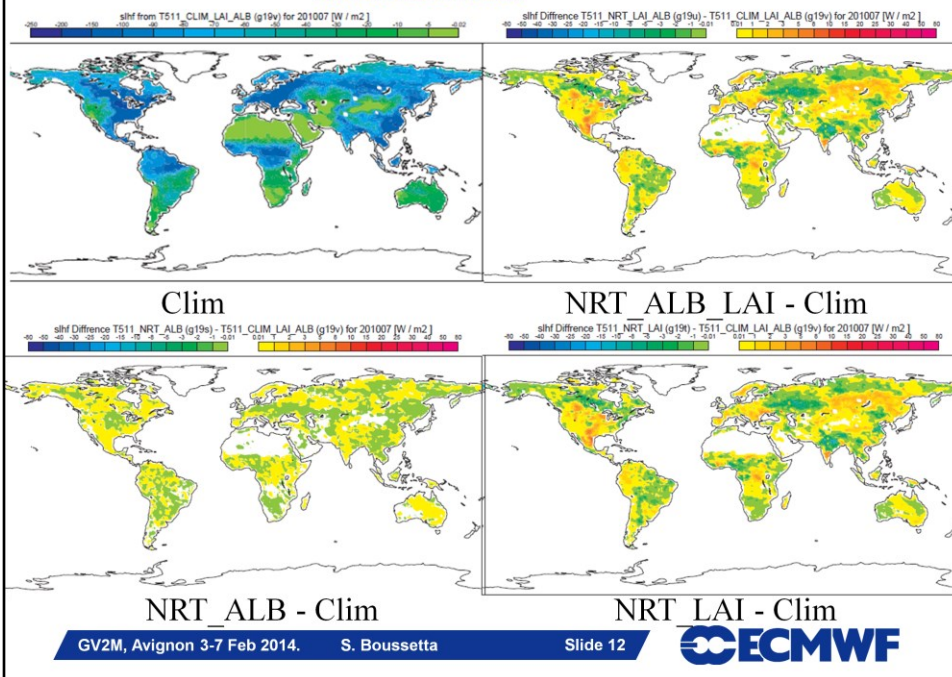 slhf from T511_CLIM_LAI_ALB (g19v) for 201007 [W / m2 ]
slhf Diffrence T511_NRT_LAI_ALB (g19u) - T511_CLIM_LAI_ALB (g19v) for 201007 [W / m2 ]
Clim
NRT_ALB_LAI - Clim
slhf Diffrence T511_NRT_ALB (g19s) - T511_CLIM_LAI_ALB (g19v) for 201007 [W / m2 ]
slhf Diffrence T511_NRT_LAI (g19t) - T511_CLIM_LAI_ALB (g19v) for 201007 [W / m2 ]
NRT_ALB - Clim
NRT_LAI - Clim
GV2M, Avignon 3-7 Feb 2014. S. Boussetta Slide 12 ECMWF